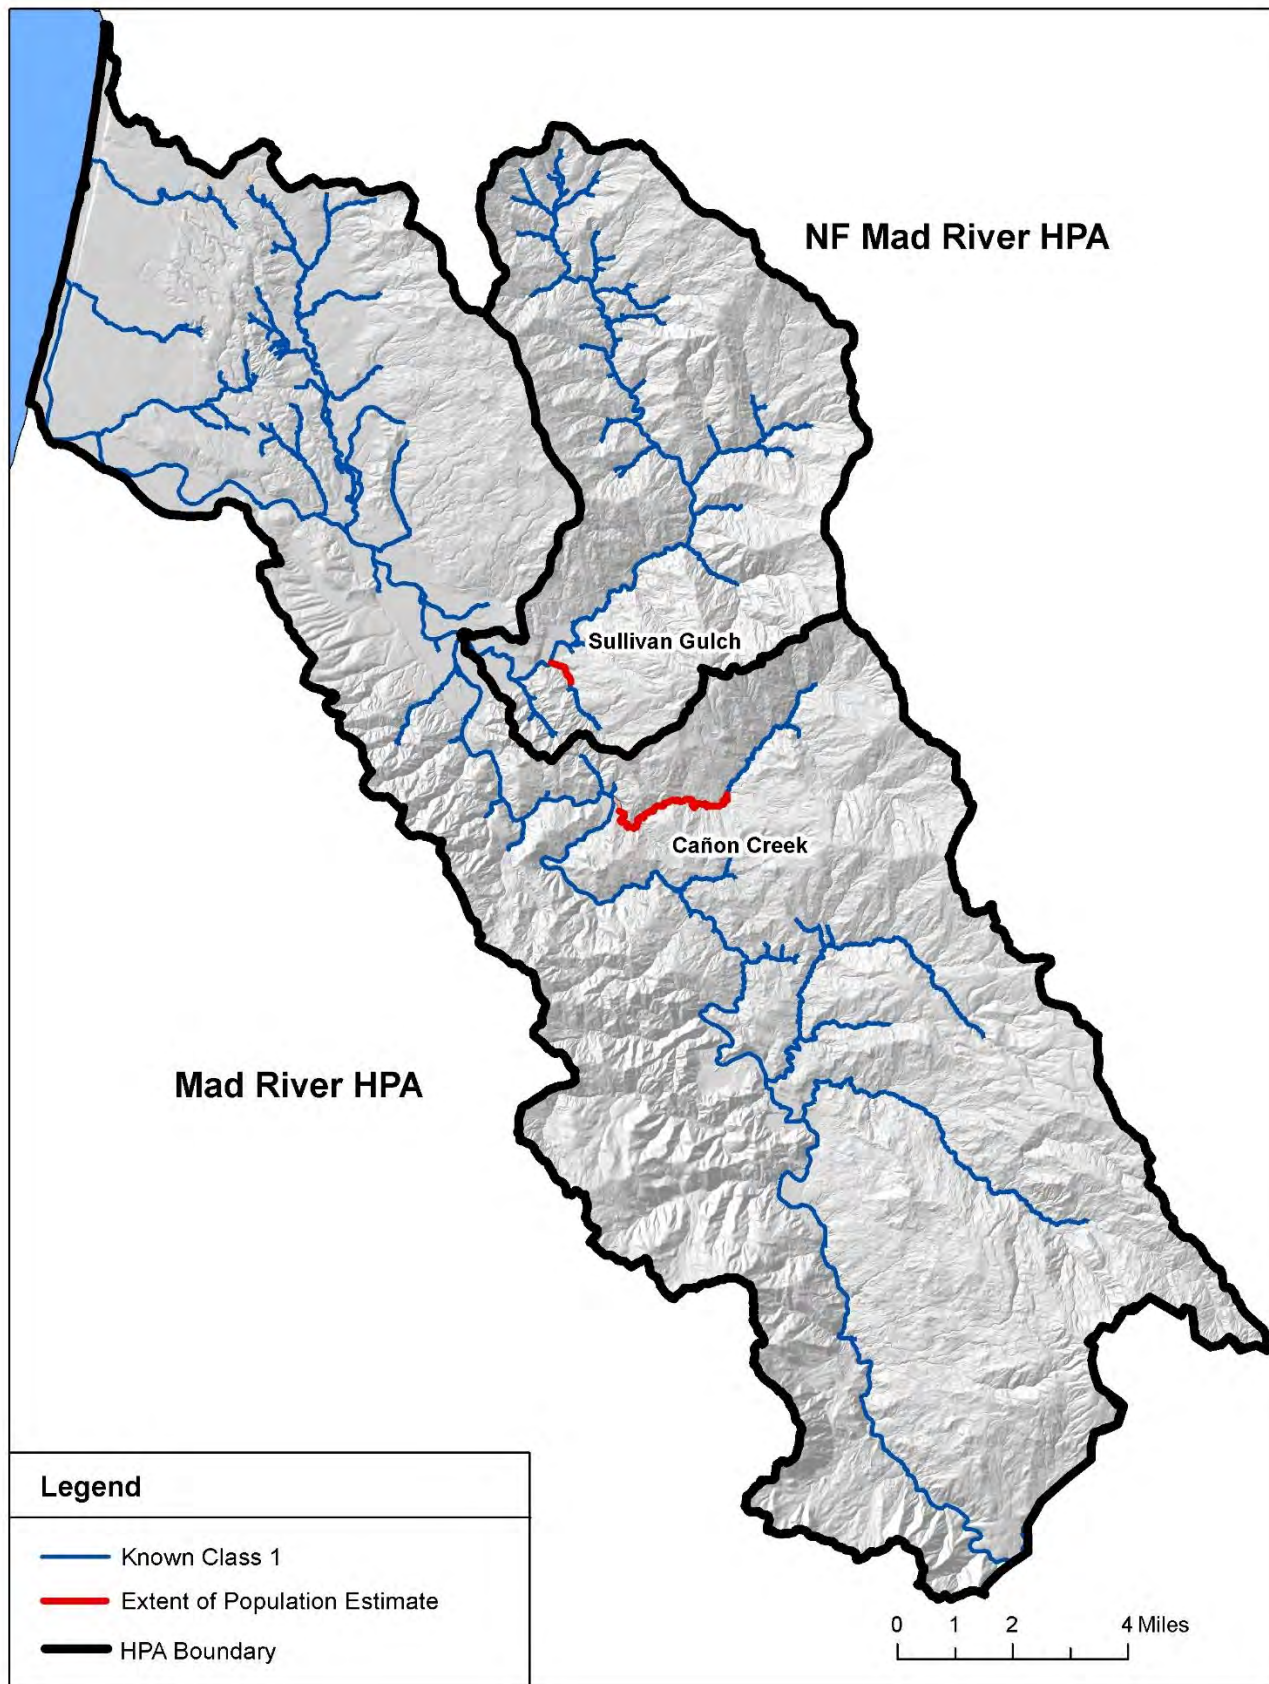 NF Mad River HPA
Sullivan Gulch
Cañon Creek
Mad River HPA
Legend
Known Class 1
Extent of Population Estimate
HPA Boundary
0 1 2 4 Miles